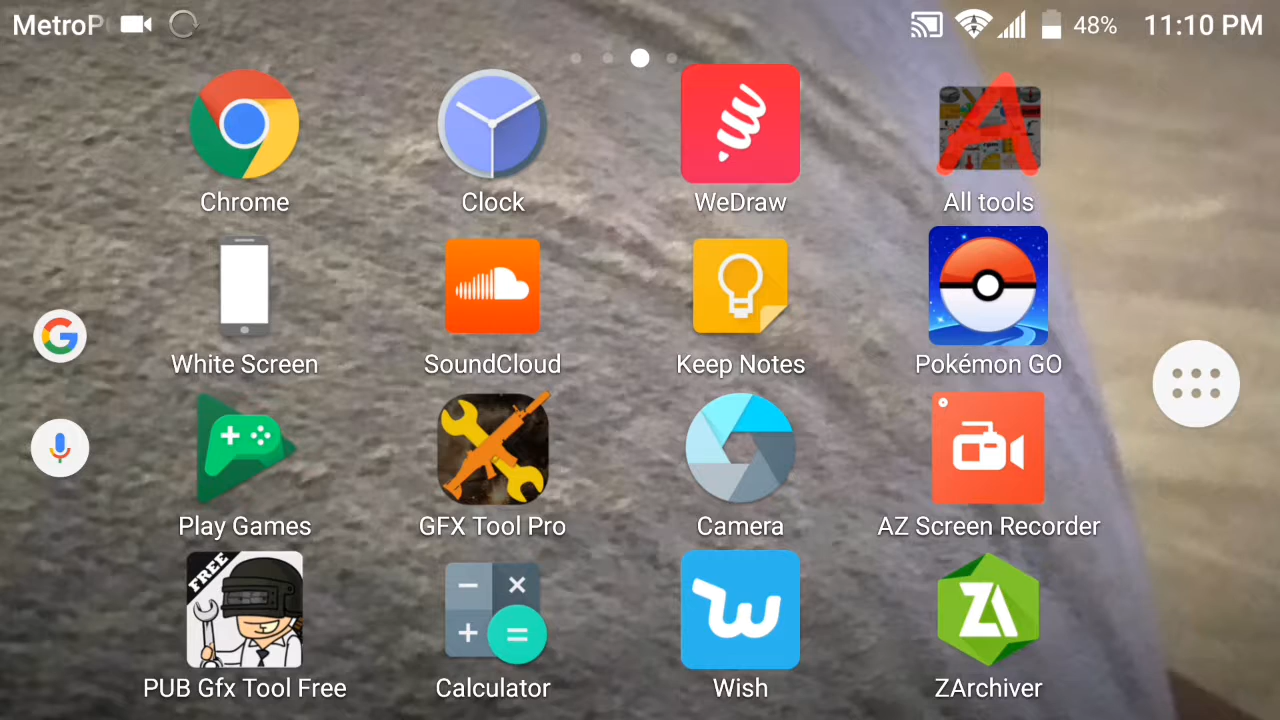 MetroP 48% 11:10 PM
Chrome Clock WeDraw All tools
White Screen SoundCloud Keep Notes Pokémon GO
Play Games GFX Tool Pro Camera AZ Screen Recorder
FREE
PUB Gfx Tool Free Calculator Wish ZArchiver